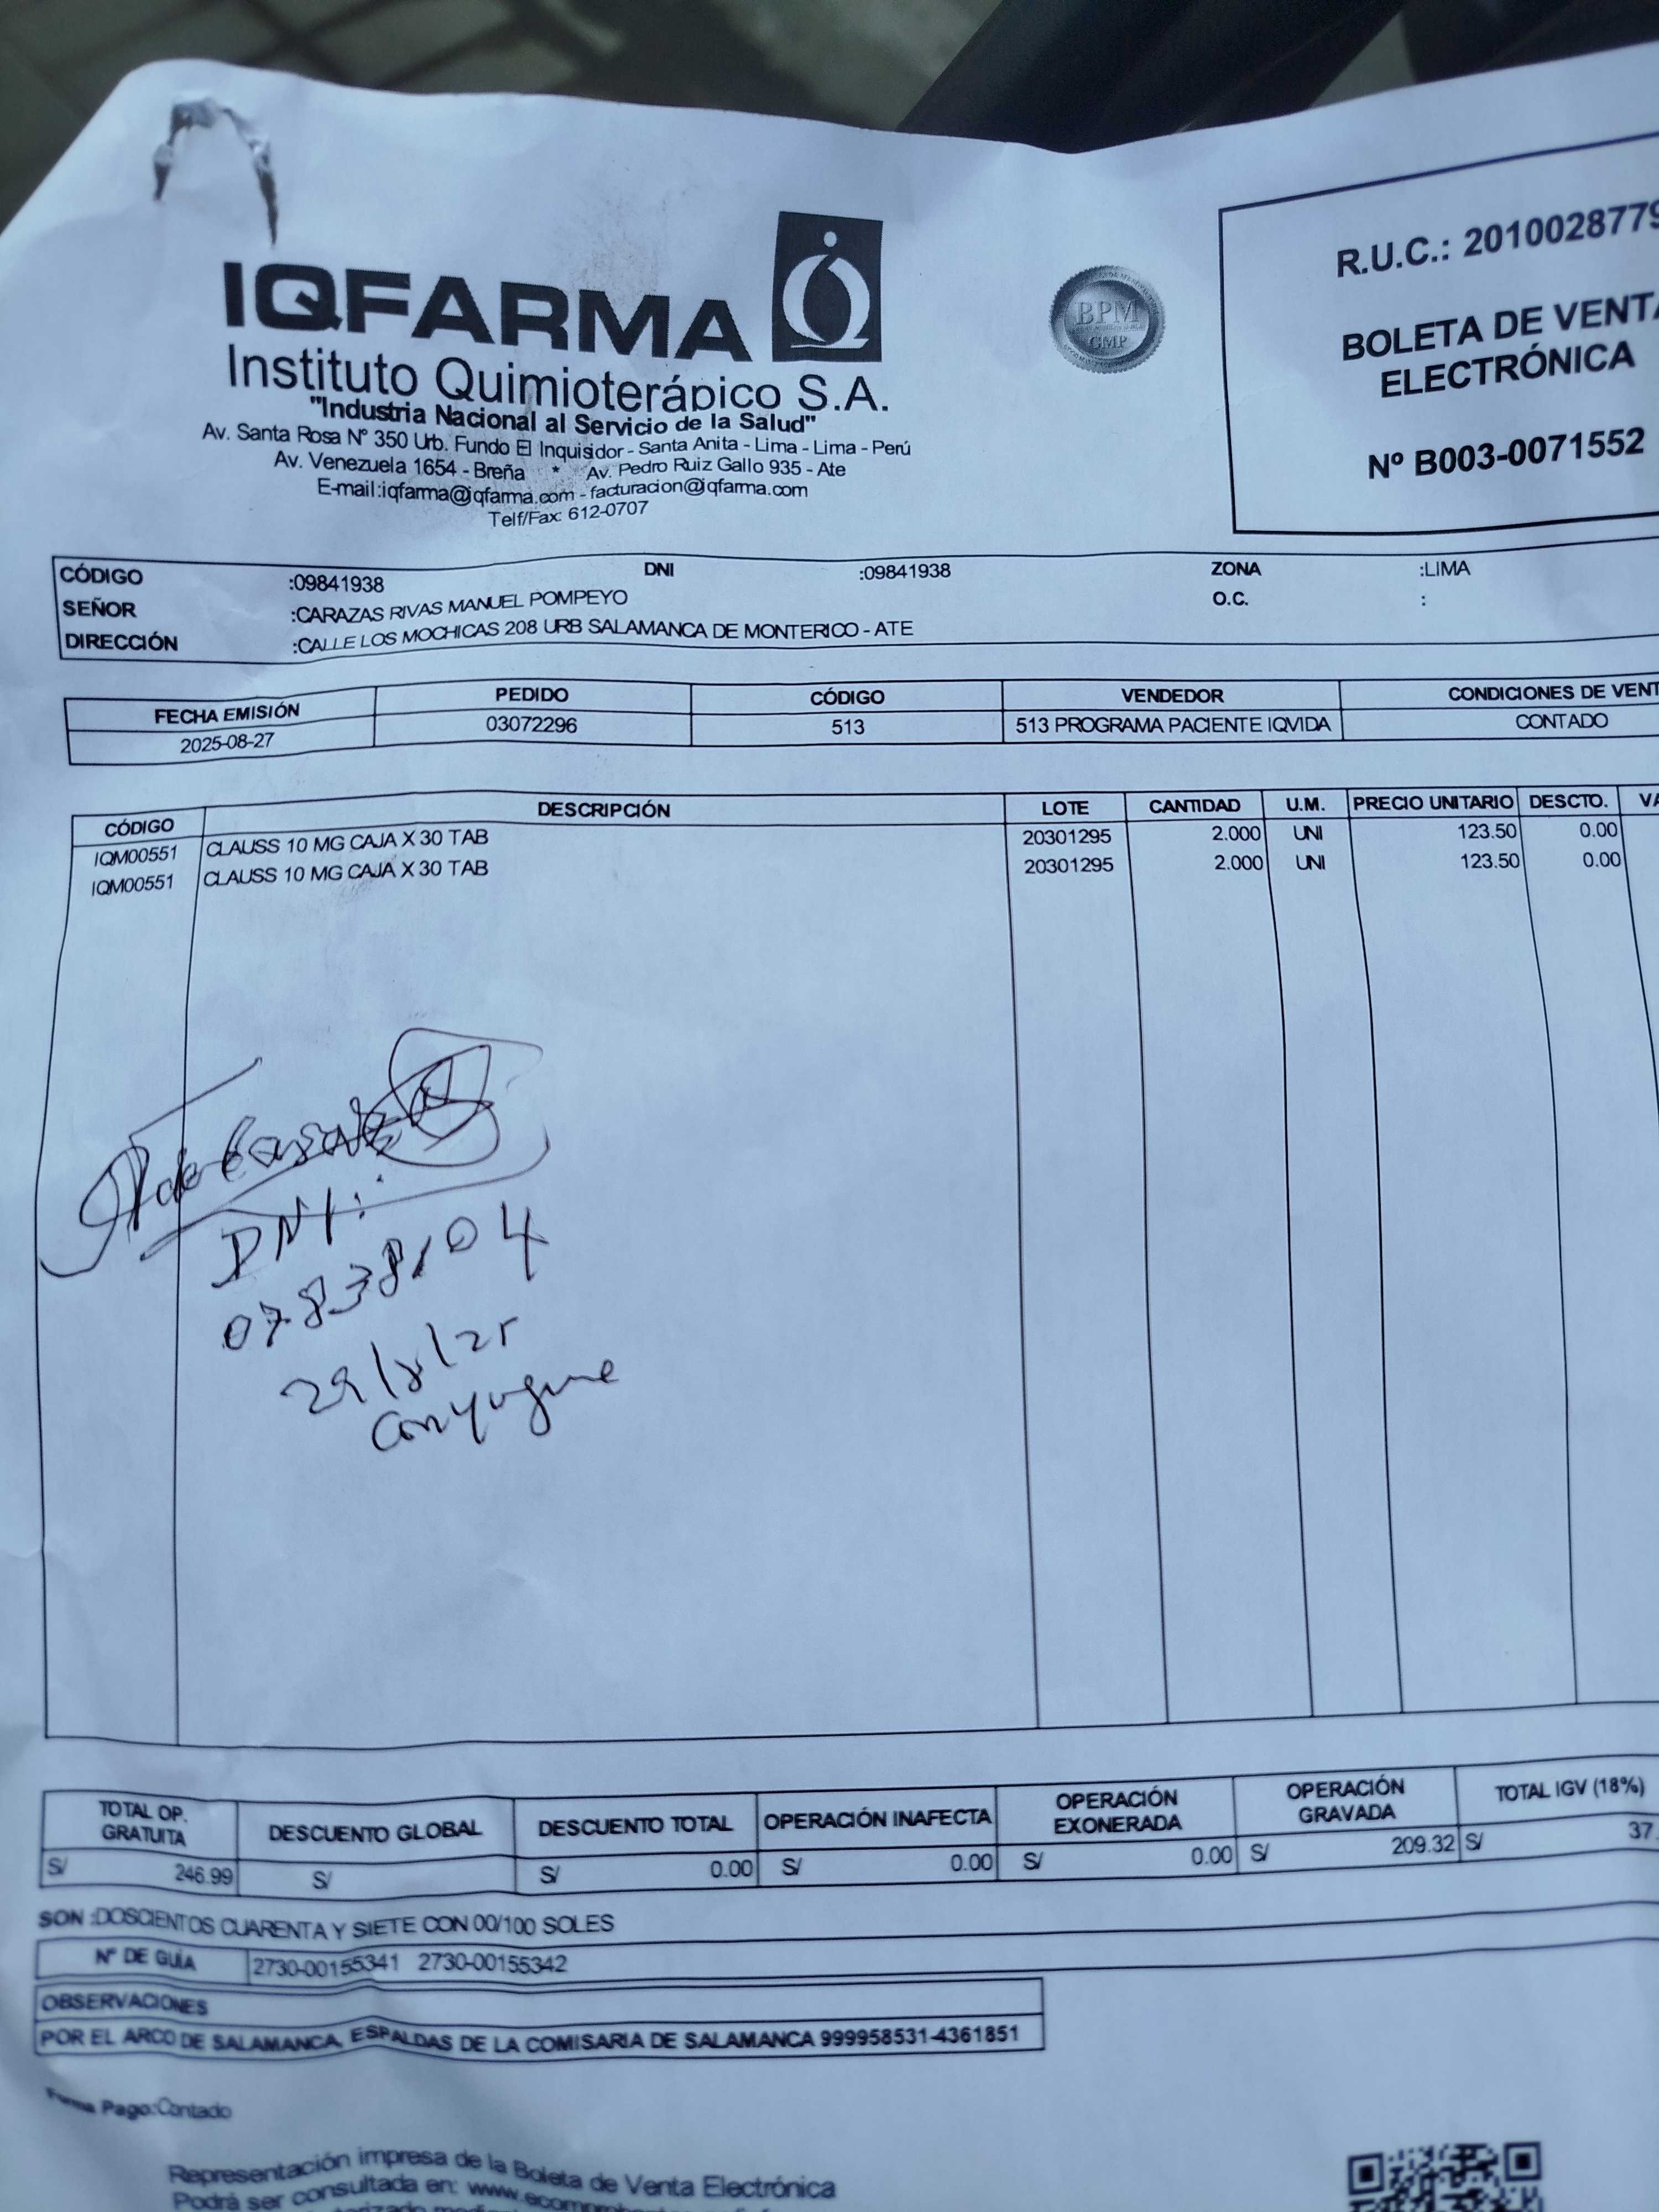 IQFARMA
Instituto Quimioterápico S.A.
"Industria Nacional al Servicio de la Salud"
Av. Santa Rosa Nº 350 Urb. Fundo El Inquisidor - Santa Anita - Lima - Lima - Perú
Av. Venezuela 1654 - Breña * Av. Pedro Ruiz Gallo 935 - Ate
E-mail:iqfarma@iqfarma.com - facturacion@iqfarma.com
Telf/Fax: 612-0707
BPM
GMP
R.U.C.: 2010028779
BOLETA DE VENTA
ELECTRÓNICA
Nº B003-0071552
CÓDIGO :09841938 DNI :09841938 ZONA :LIMA
SEÑOR :CARAZAS RIVAS MANUEL POMPEYO O.C. :
DIRECCIÓN :CALLE LOS MOCHICAS 208 URB SALAMANCA DE MONTERICO - ATE
FECHA EMISIÓN PEDIDO CÓDIGO VENDEDOR CONDICIONES DE VENT
2025-08-27 03072296 513 513 PROGRAMA PACIENTE IQVIDA CONTADO
CÓDIGO DESCRIPCIÓN LOTE CANTIDAD U.M. PRECIO UNITARIO DESCTO. VA
IQM00551 CLAUSS 10 MG CAJA X 30 TAB 20301295 2.000 UNI 123.50 0.00
IQM00551 CLAUSS 10 MG CAJA X 30 TAB 20301295 2.000 UNI 123.50 0.00
DNI:
07838104
29/8/25
Conyugue
TOTAL OP. GRATUITA DESCUENTO GLOBAL DESCUENTO TOTAL OPERACIÓN INAFECTA OPERACIÓN EXONERADA OPERACIÓN GRAVADA TOTAL IGV (18%)
S/ 246.99 S/ S/ 0.00 S/ 0.00 S/ 0.00 S/ 209.32 S/ 37.
SON :DOSCIENTOS CUARENTA Y SIETE CON 00/100 SOLES
Nº DE GUÍA 2730-00155341 2730-00155342
OBSERVACIONES
POR EL ARCO DE SALAMANCA, ESPALDAS DE LA COMISARIA DE SALAMANCA 999958531-4361851
Forma Pago:Contado
Representación impresa de la Boleta de Venta Electrónica
Podrá ser consultada en: